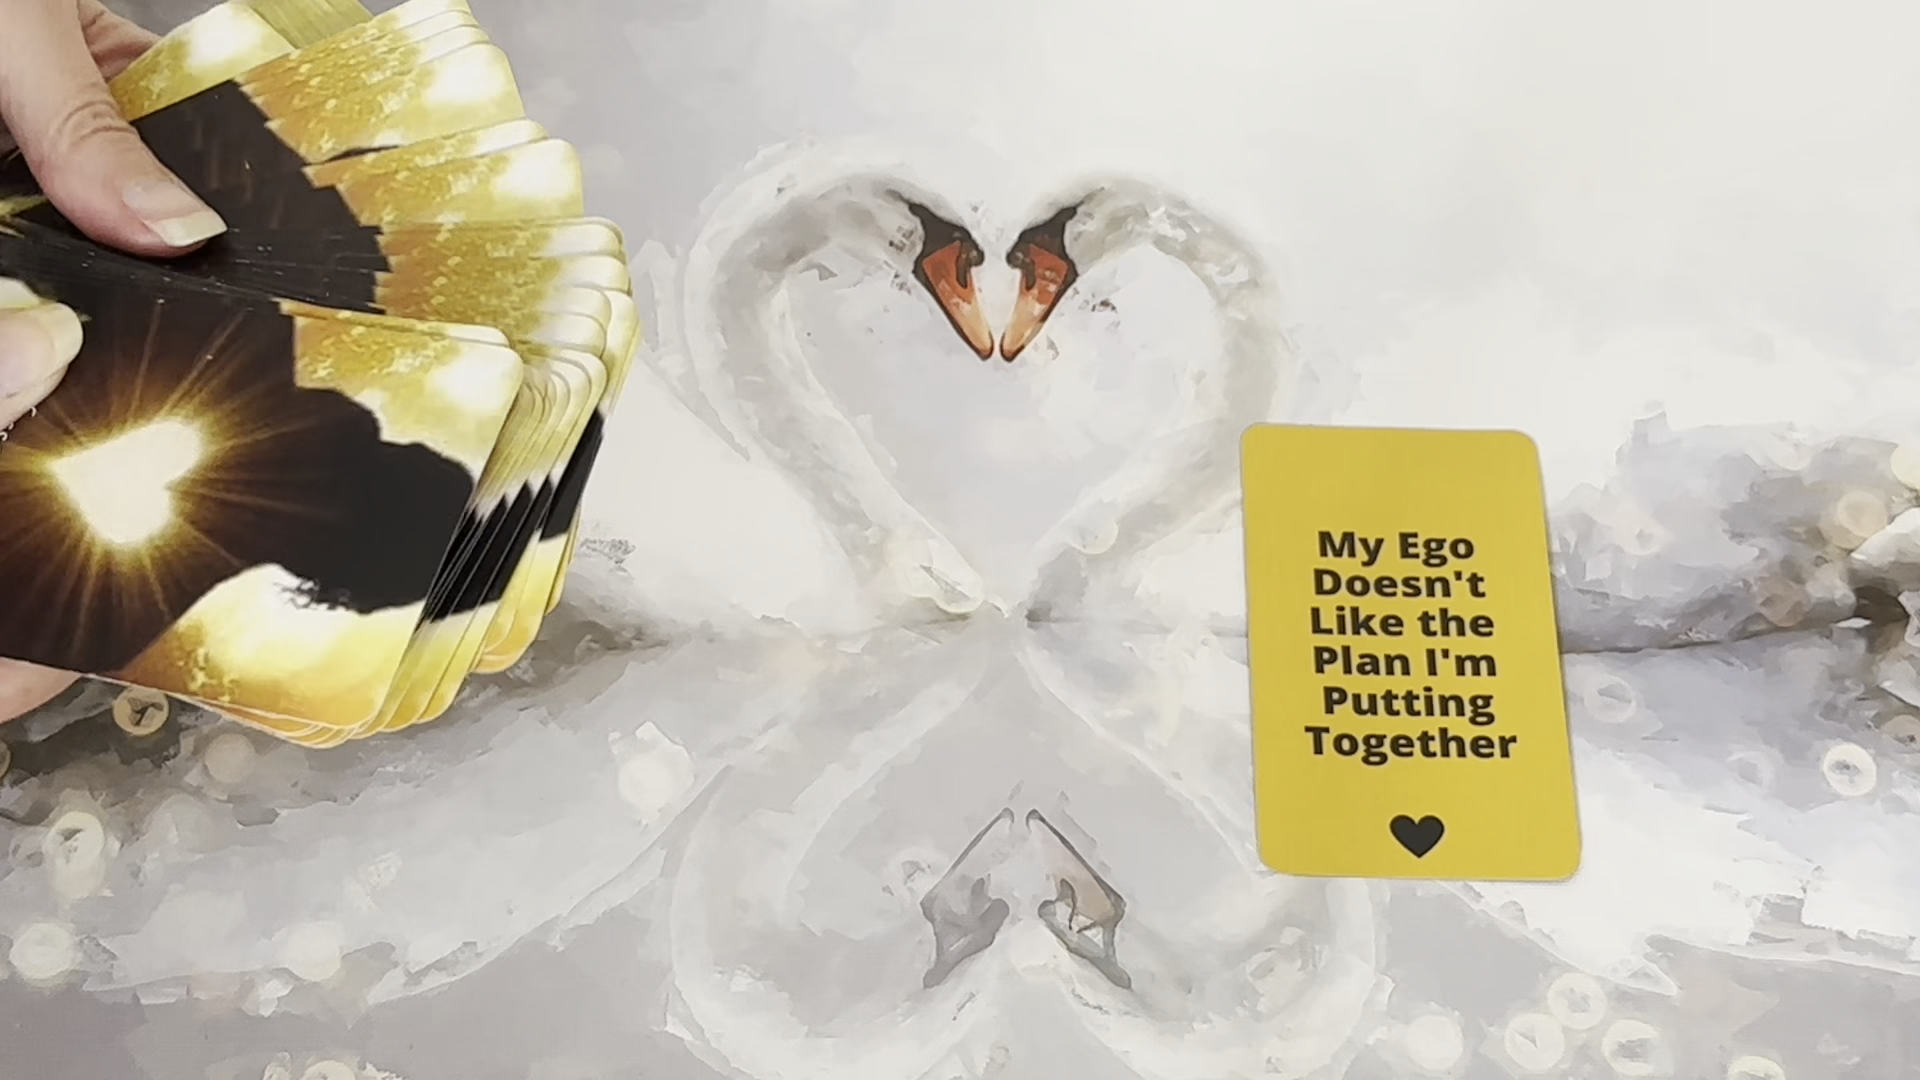 My Ego
Doesn't
Like the
Plan I'm
Putting
Together